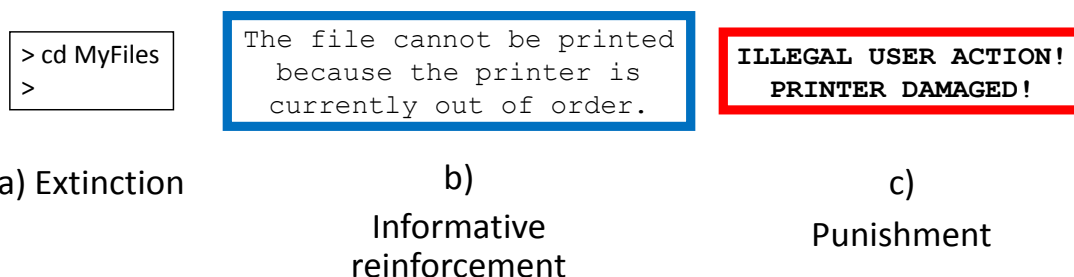 > cd MyFiles
>
The file cannot be printed
because the printer is
currently out of order.
ILLEGAL USER ACTION!
PRINTER DAMAGED!
a) Extinction
b)
Informative
reinforcement
c)
Punishment